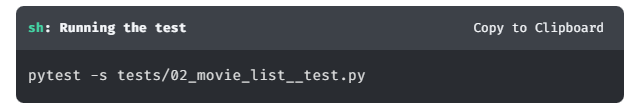 sh: Running the test Copy to Clipboard
pytest -s tests/02_movie_list__test.py